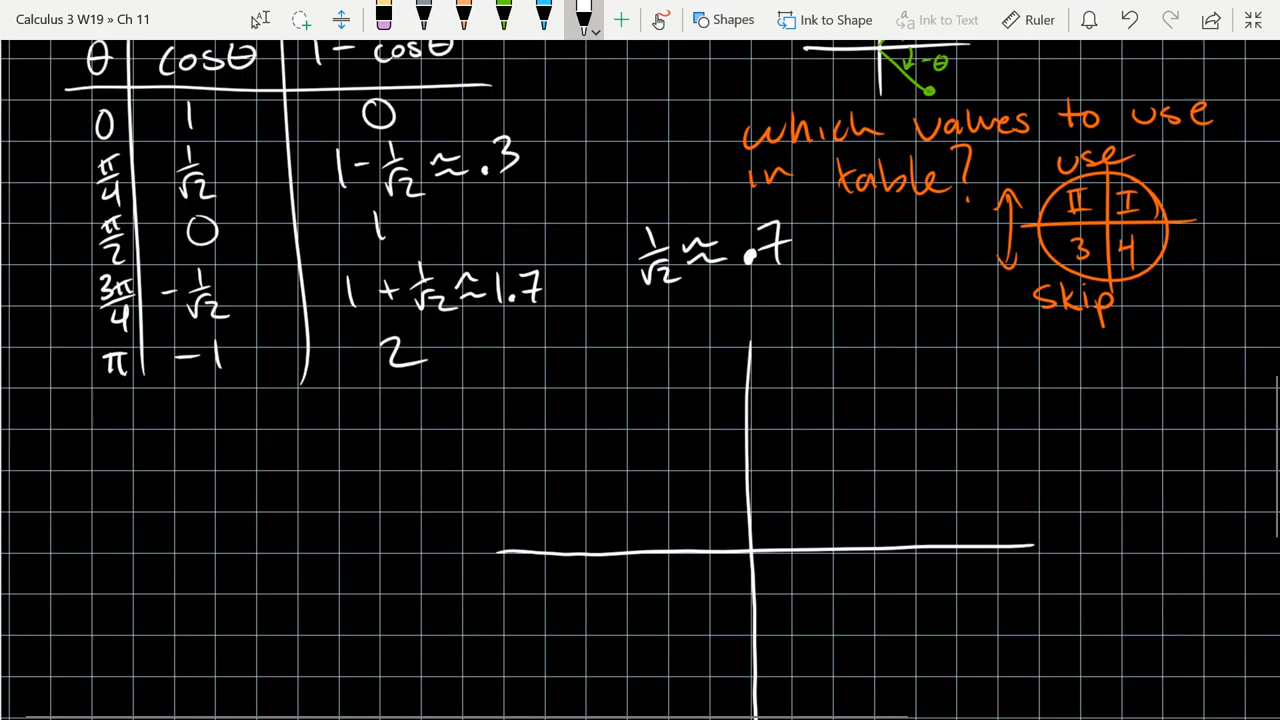 Calculus 3 W19 » Ch 11
Shapes Ink to Shape Ink to Text Ruler
θ cosθ 1 - cosθ
0 1 0
π/4 1/√2 1 - 1/√2 ≈ .3
π/2 0 1
3π/4 - 1/√2 1 + 1/√2 ≈ 1.7
π -1 2
1/√2 ≈ .7
-θ
which values to use
in table?
use
II I
3 4
skip